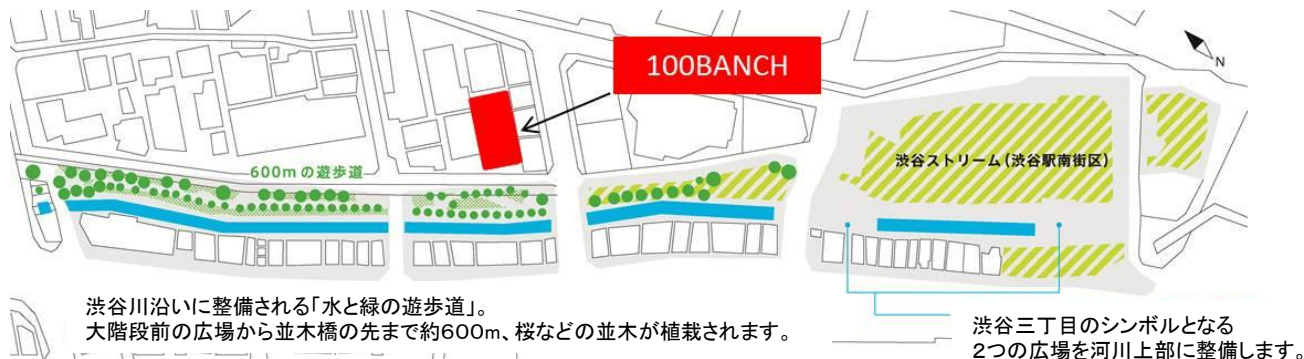 100BANCH
N
600mの遊歩道
渋谷ストリーム(渋谷駅南街区)
渋谷川沿いに整備される「水と緑の遊歩道」。
大階段前の広場から並木橋の先まで約600m、桜などの並木が植栽されます。
渋谷三丁目のシンボルとなる
2つの広場を河川上部に整備します。